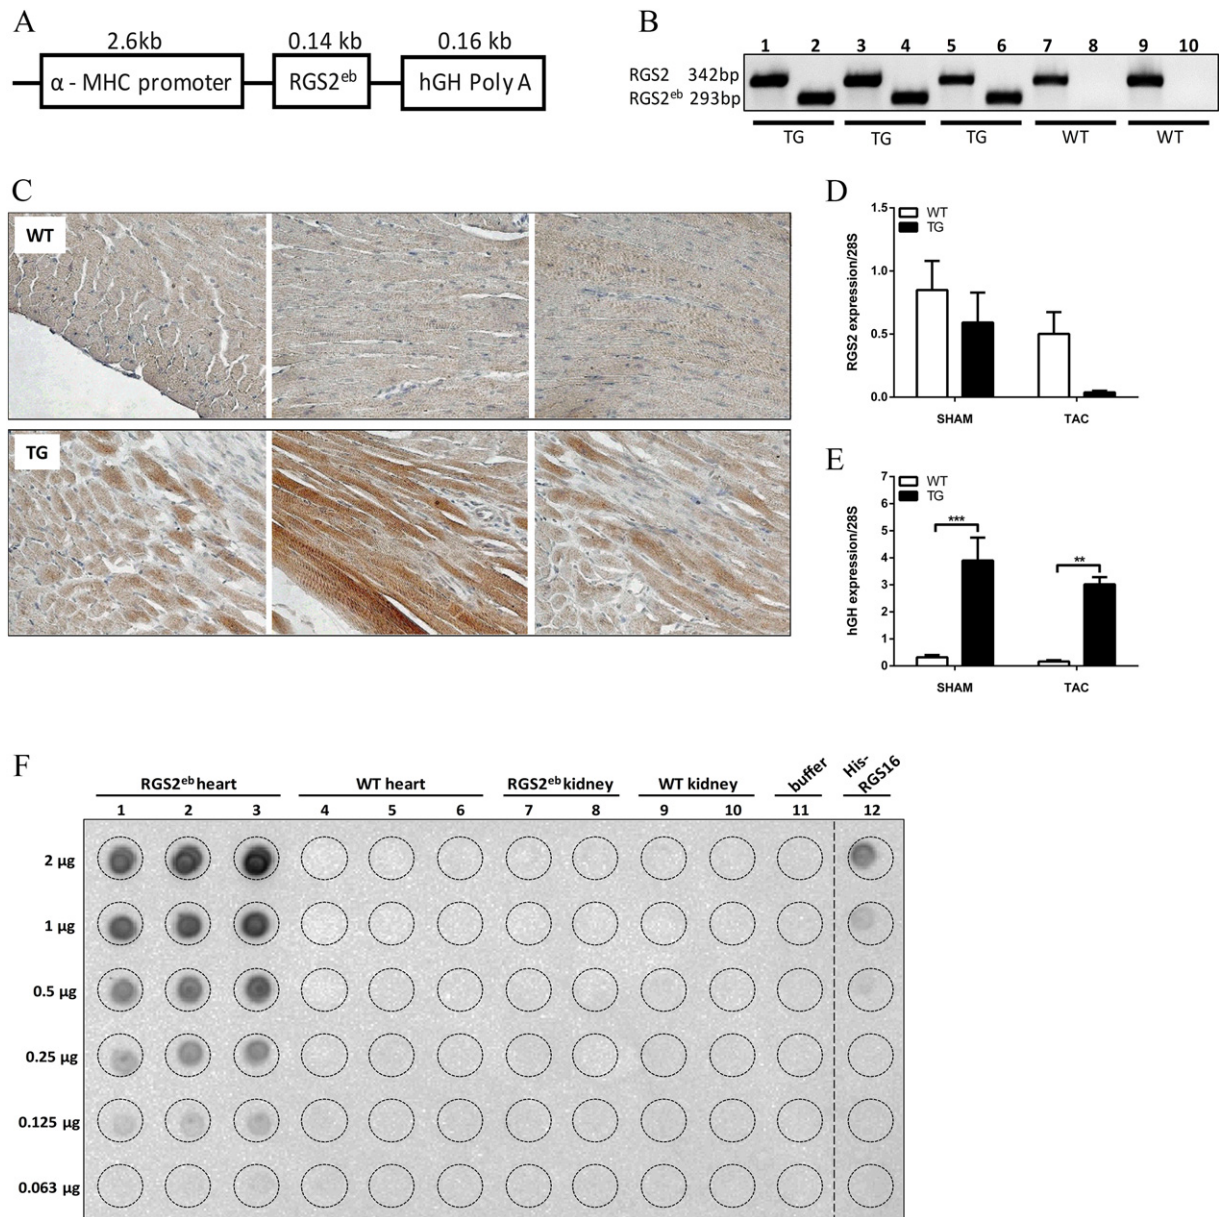 A
2.6kb 0.14 kb 0.16 kb
α - MHC promoter RGS2ᵉᵇ hGH Poly A
B
1 2 3 4 5 6 7 8 9 10
RGS2 342bp
RGS2ᵉᵇ 293bp
TG TG TG WT WT
C
WT
TG
D
RGS2 expression/28S
1.5
1.0
0.5
0.0
WT
TG
SHAM TAC
E
hGH expression/28S
7
6
5
4
3
2
1
0
WT
TG
***
**
SHAM TAC
F
RGS2ᵉᵇ heart WT heart RGS2ᵉᵇ kidney WT kidney buffer His-
RGS16
1 2 3 4 5 6 7 8 9 10 11 12
2 µg
1 µg
0.5 µg
0.25 µg
0.125 µg
0.063 µg